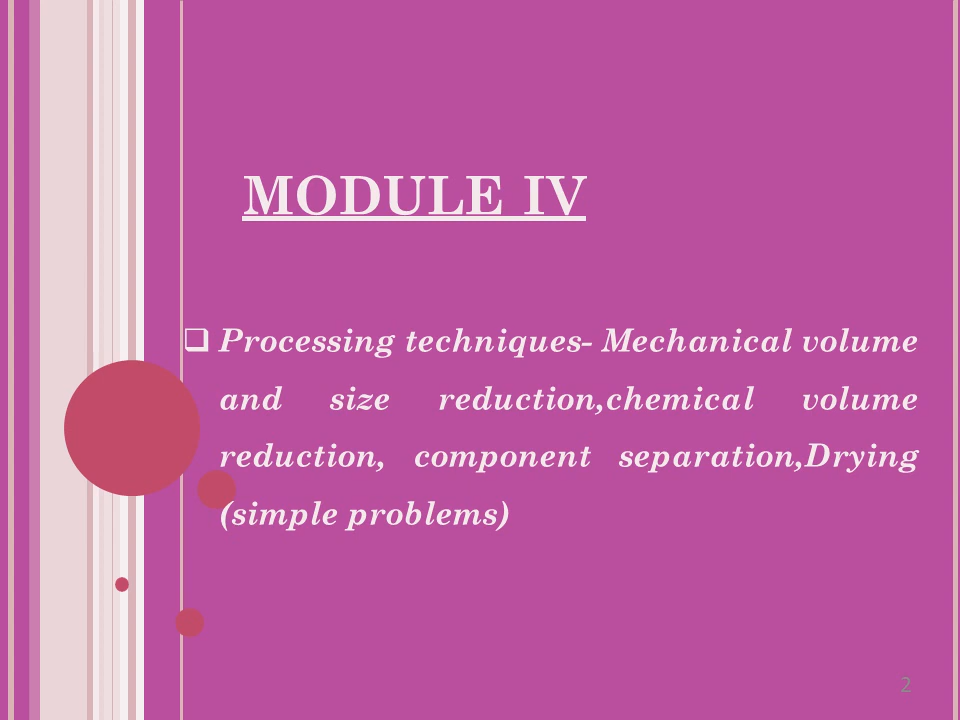 MODULE IV
❑ Processing techniques- Mechanical volume
and size reduction,chemical volume
reduction, component separation,Drying
(simple problems)
2